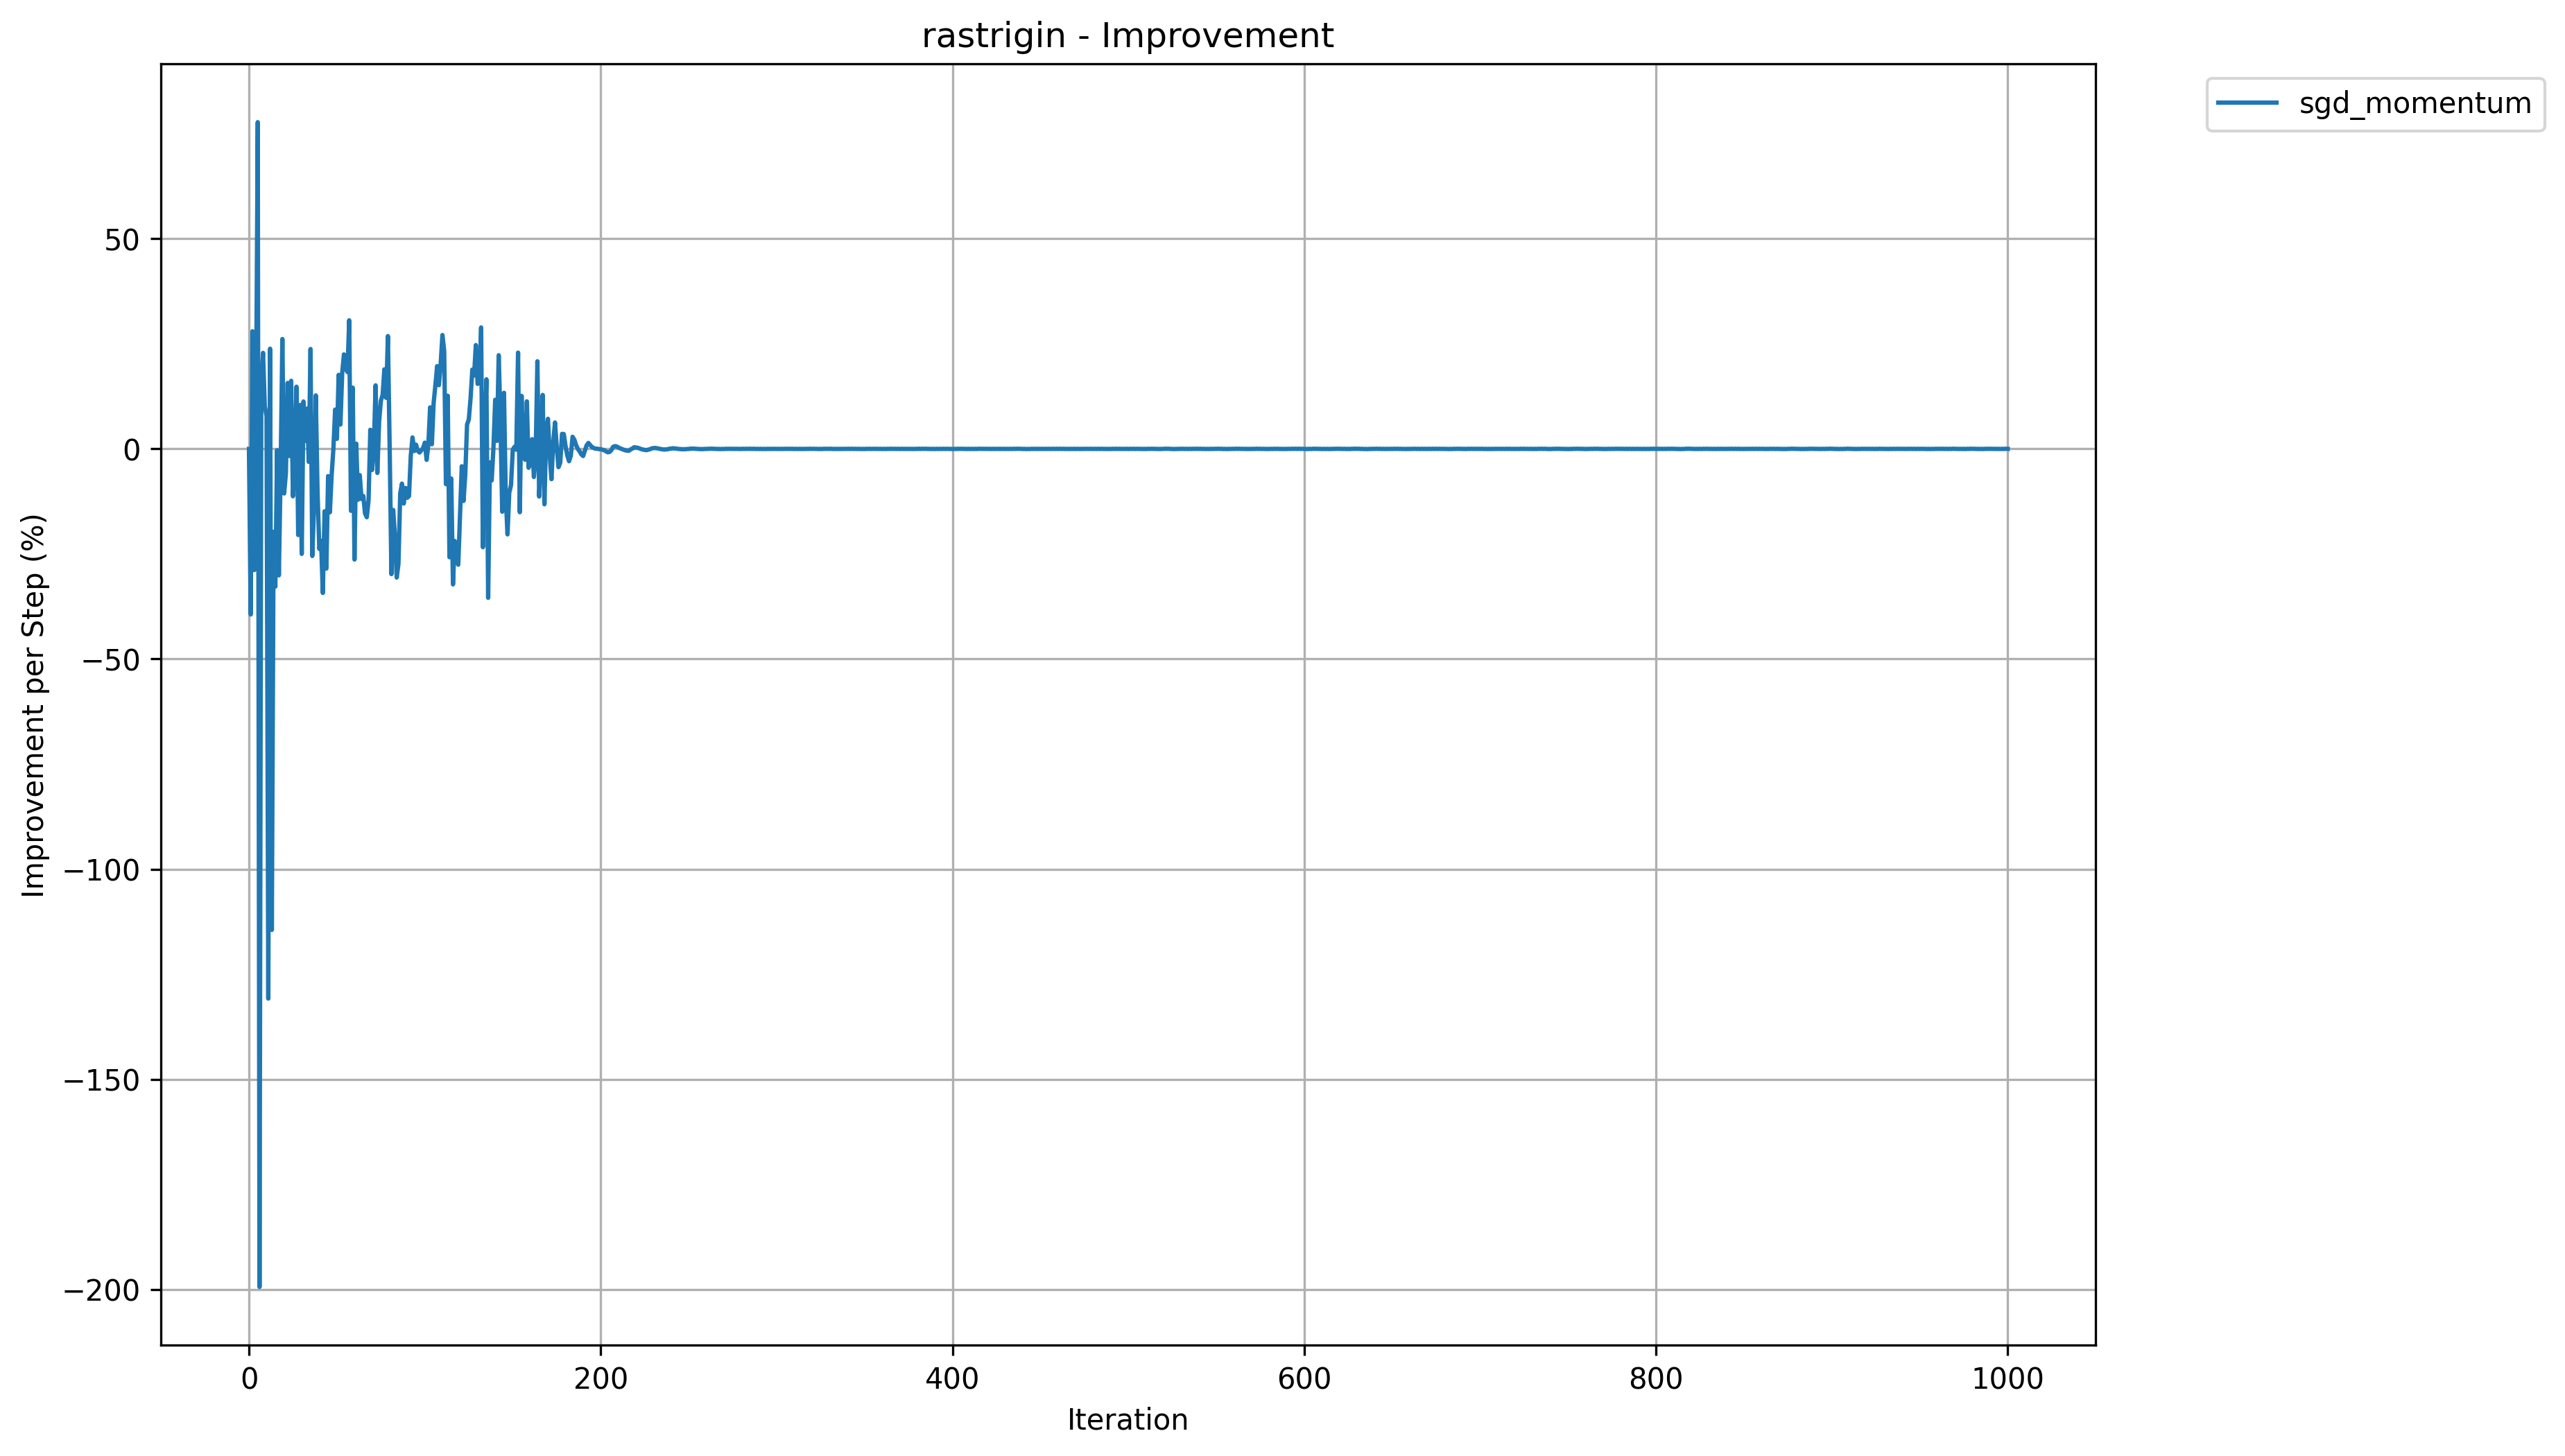 rastrigin - Improvement
sgd_momentum
Improvement per Step (%)
50
0
−50
−100
−150
−200
0 200 400 600 800 1000
Iteration